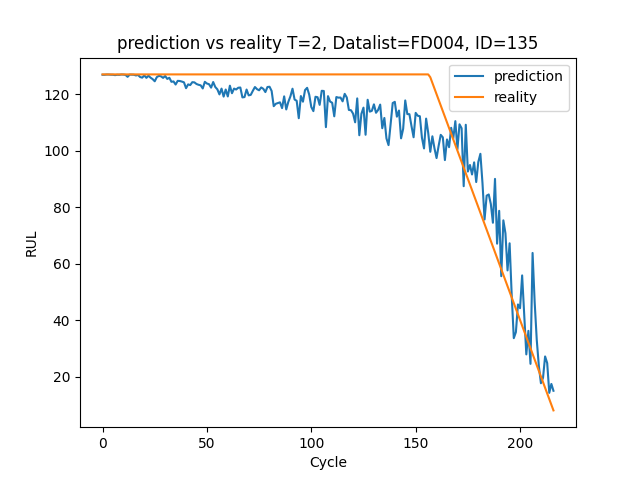 prediction vs reality T=2, Datalist=FD004, ID=135
prediction
reality
RUL
120
100
80
60
40
20
0 50 100 150 200
Cycle